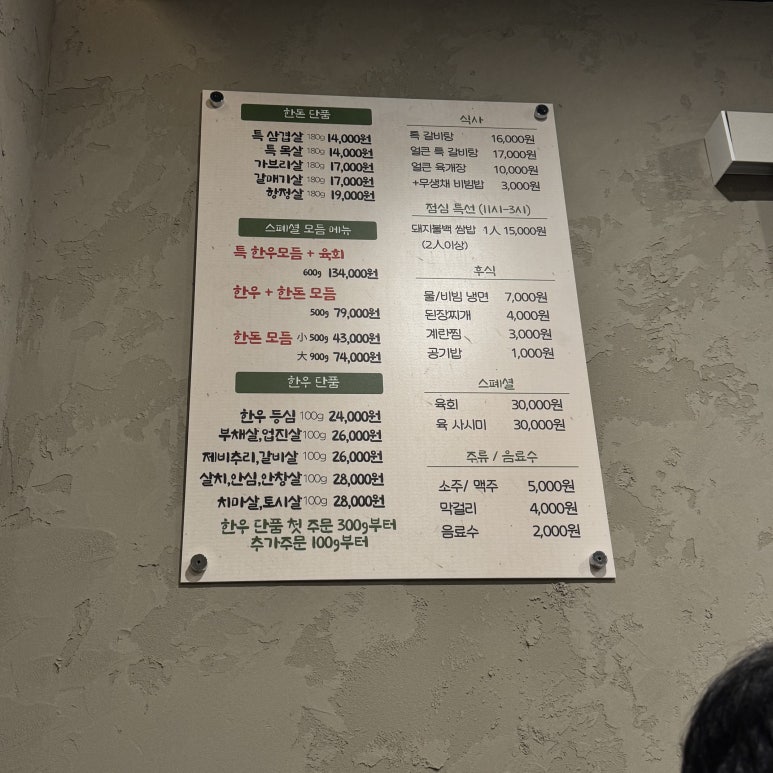 한돈 단품
특 삼겹살 180g 14,000원
특 목살 180g 14,000원
가브리살 180g 17,000원
갈매기살 180g 17,000원
항정살 180g 19,000원
스페셜 모듬 메뉴
특 한우모듬 + 육회
600g 134,000원
한우 + 한돈 모듬
500g 79,000원
한돈 모듬 小 500g 43,000원
大 900g 74,000원
한우 단품
한우 등심 100g 24,000원
부채살,업진살 100g 26,000원
제비추리,갈비살 100g 26,000원
살치,안심,안창살 100g 28,000원
치마살,토시살 100g 28,000원
한우 단품 첫 주문 300g부터
추가주문 100g부터
식사
특 갈비탕 16,000원
얼큰 특 갈비탕 17,000원
얼큰 육개장 10,000원
+무생채 비빔밥 3,000원
점심 특선 (11시-3시)
돼지불백 쌈밥 1人 15,000원
(2人이상)
후식
물/비빔 냉면 7,000원
된장찌개 4,000원
계란찜 3,000원
공기밥 1,000원
스페셜
육회 30,000원
육 사시미 30,000원
주류 / 음료수
소주/ 맥주 5,000원
막걸리 4,000원
음료수 2,000원